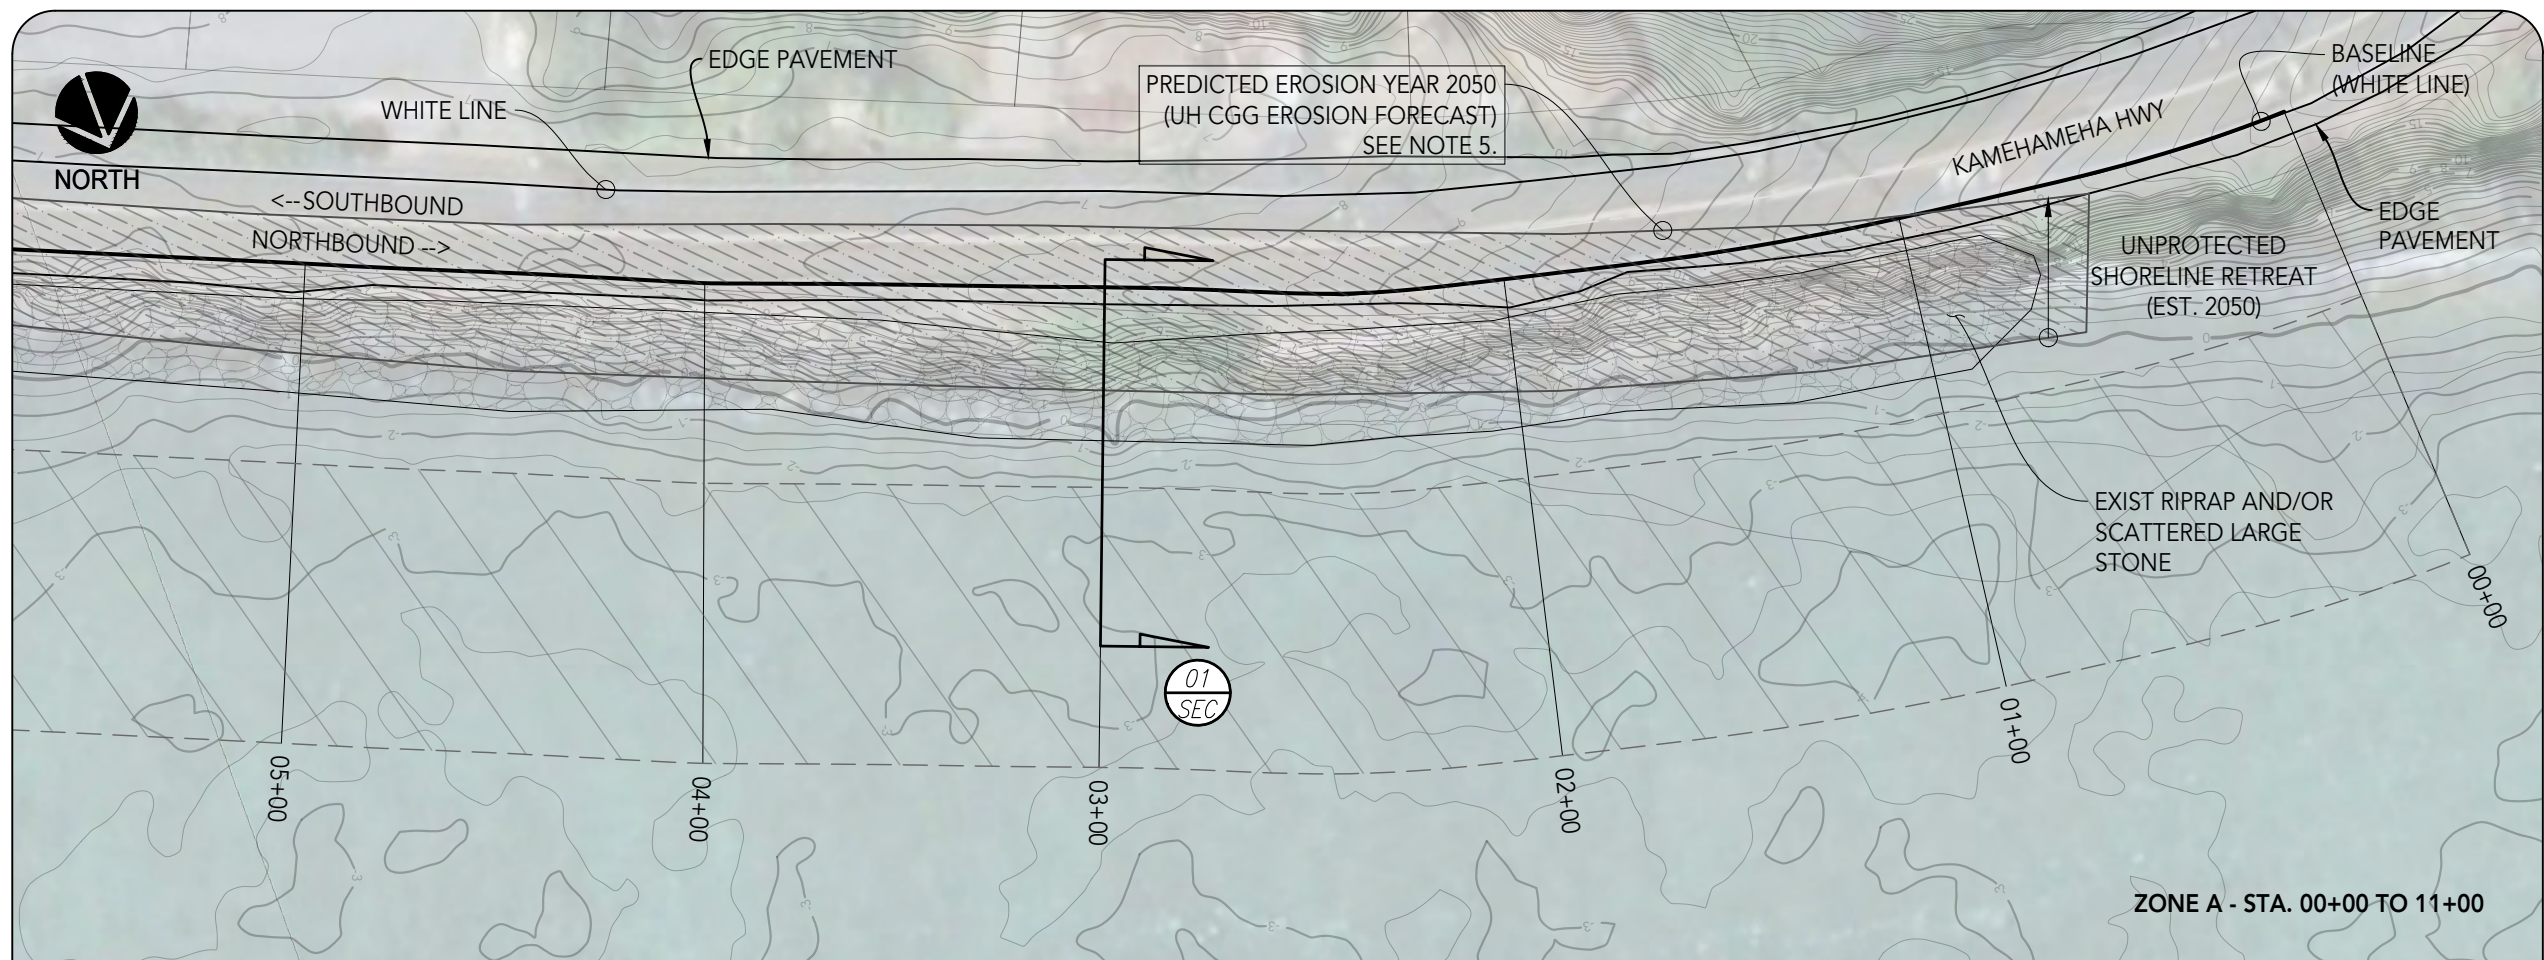 EDGE PAVEMENT
WHITE LINE
PREDICTED EROSION YEAR 2050
(UH CGG EROSION FORECAST)
SEE NOTE 5.
BASELINE
(WHITE LINE)
KAMEHAMEHA HWY
NORTH
<--SOUTHBOUND
NORTHBOUND -->
EDGE
PAVEMENT
UNPROTECTED
SHORELINE RETREAT
(EST. 2050)
EXIST RIPRAP AND/OR
SCATTERED LARGE
STONE
01
SEC
05+00
04+00
03+00
02+00
01+00
00+00
ZONE A - STA. 00+00 TO 11+00